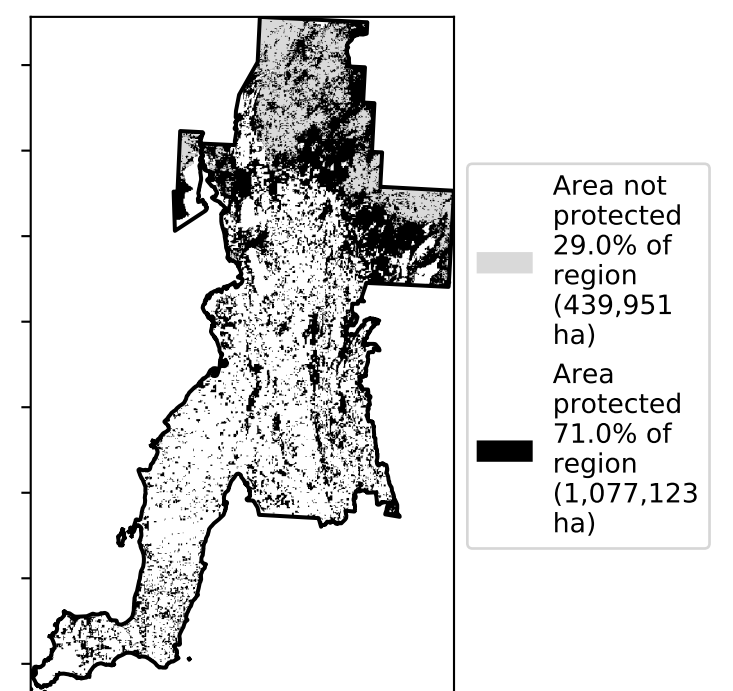 Area not
protected
29.0% of
region
(439,951
ha)
Area
protected
71.0% of
region
(1,077,123
ha)